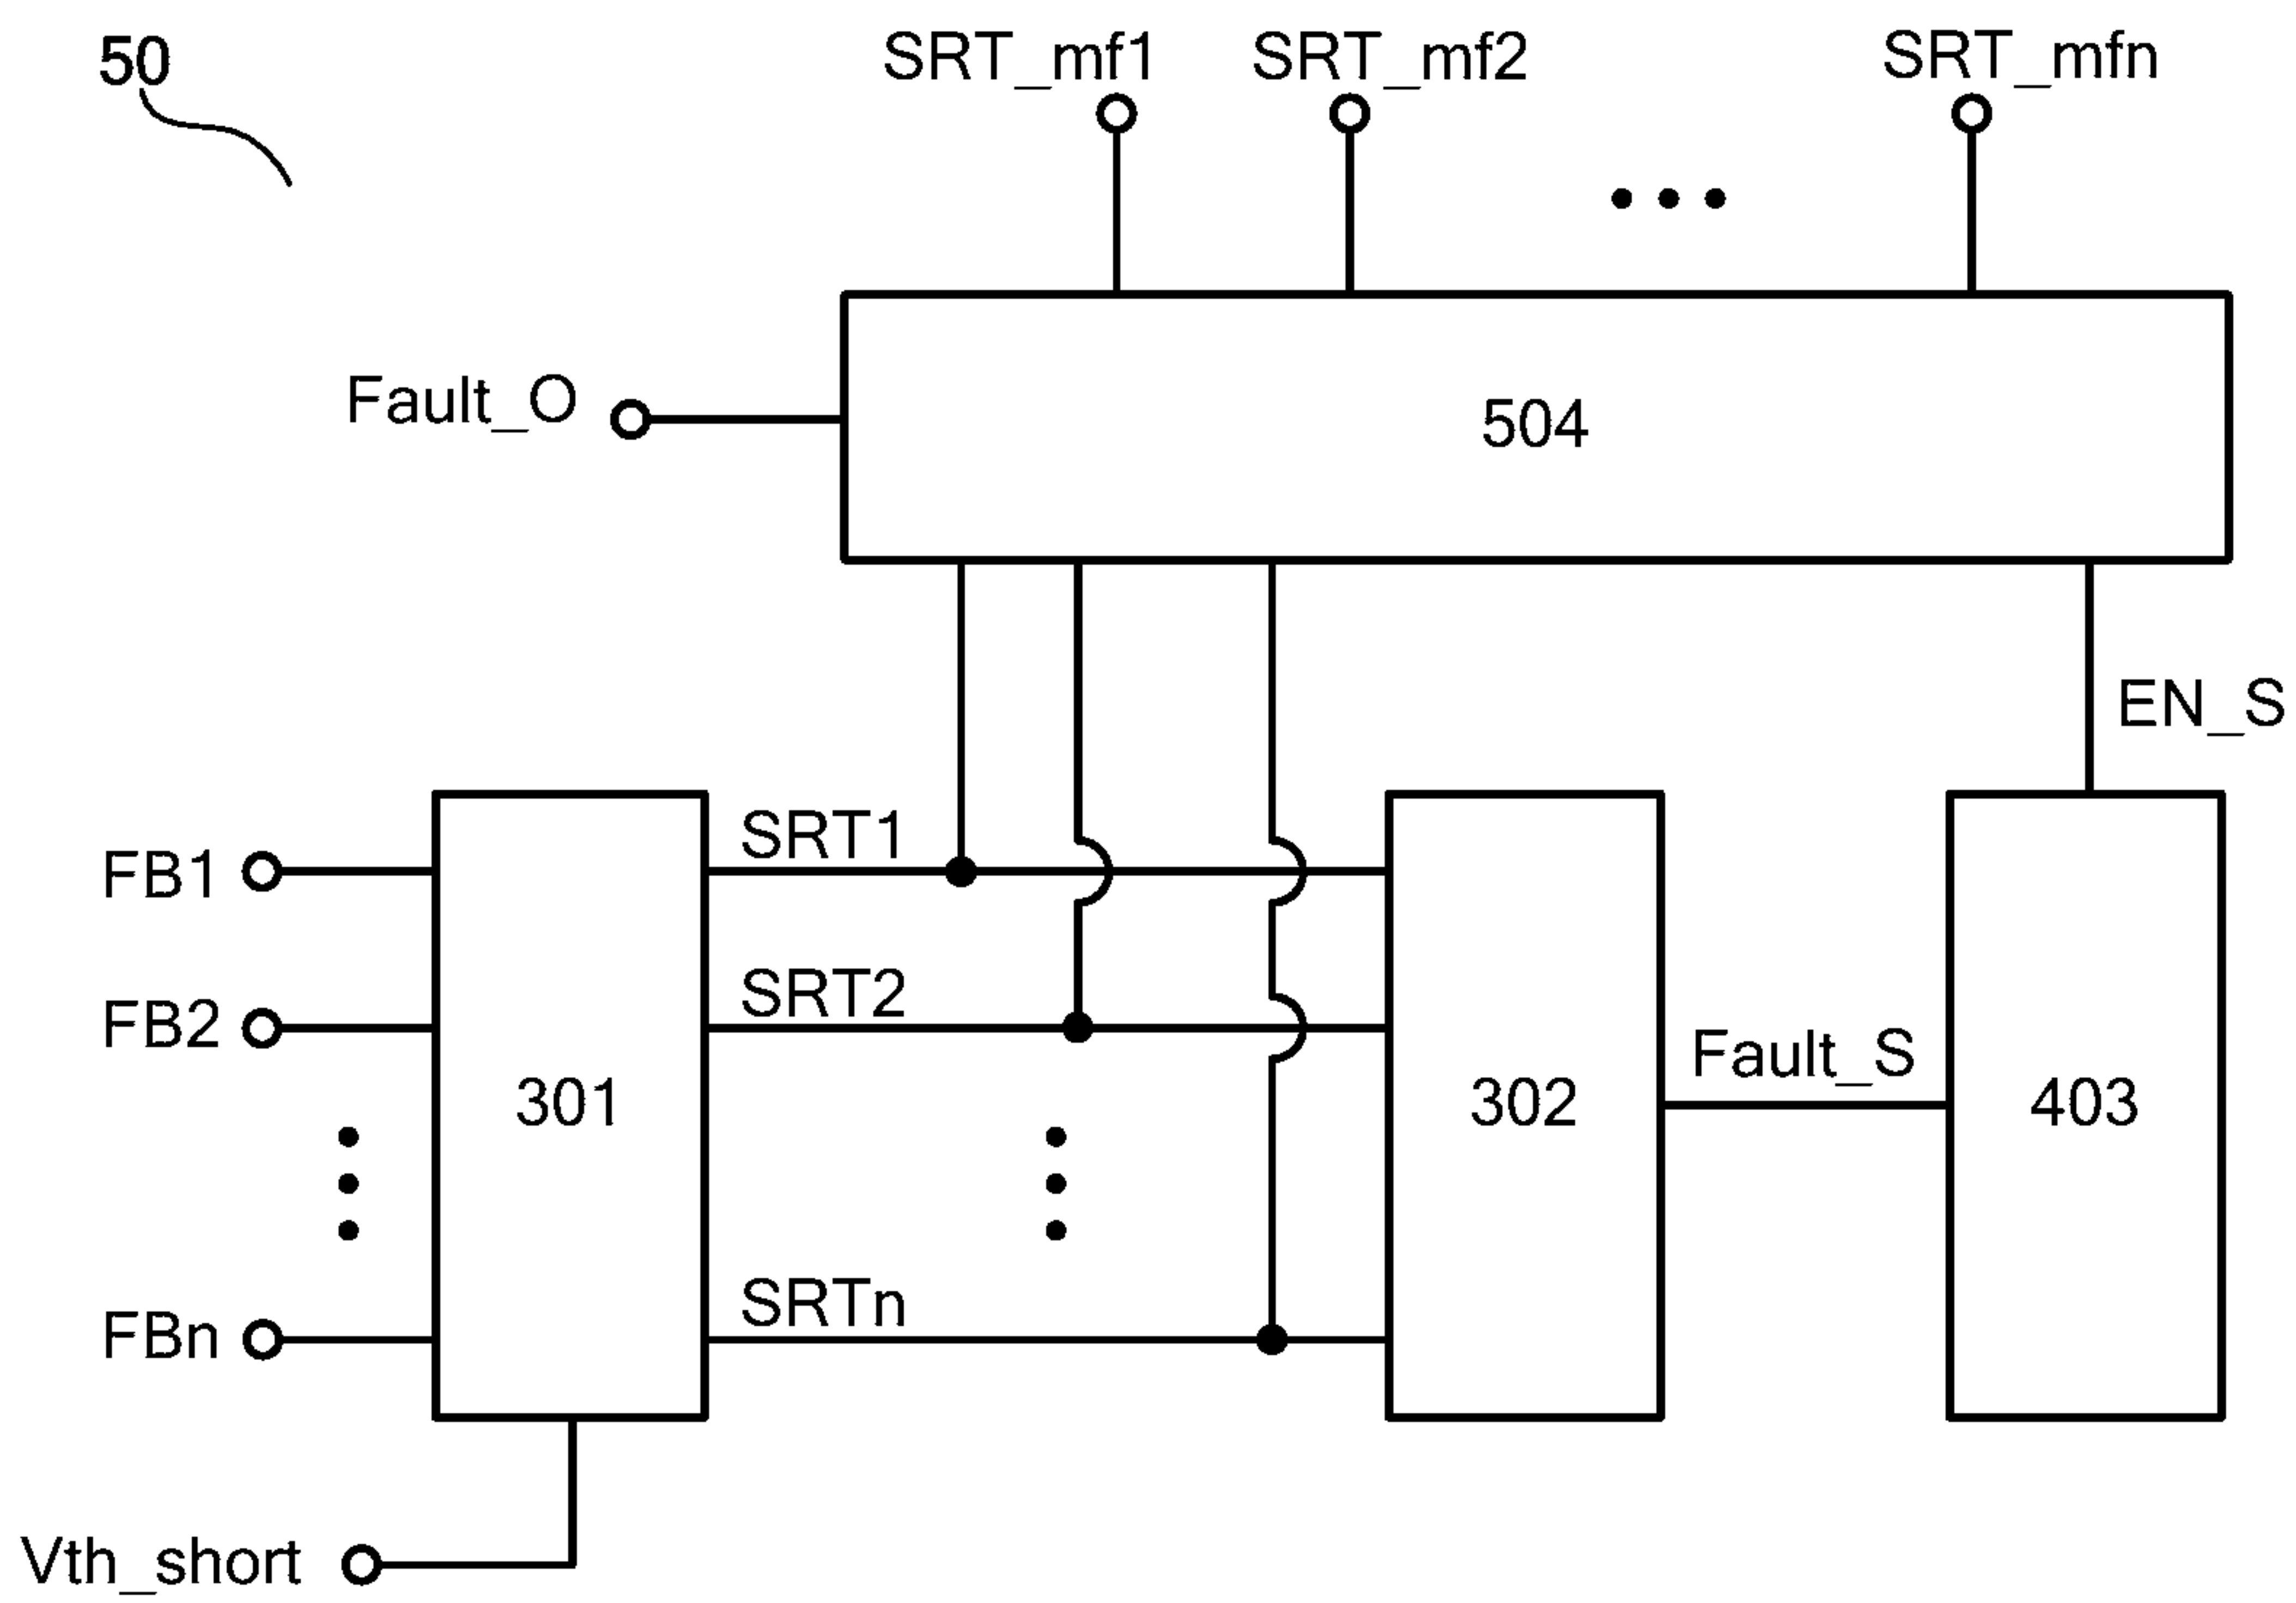 50
SRT_mf1
SRT_mf2
SRT_mfn
Fault_O
504
EN_S
SRT1
FB1
SRT2
FB2
Fault_S
301
302
403
SRTn
FBn
Vth_short